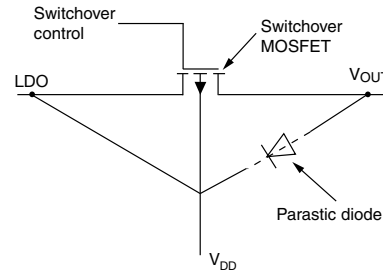 Switchover
control
Switchover
MOSFET
LDO
VOUT
Parastic diode
VDD